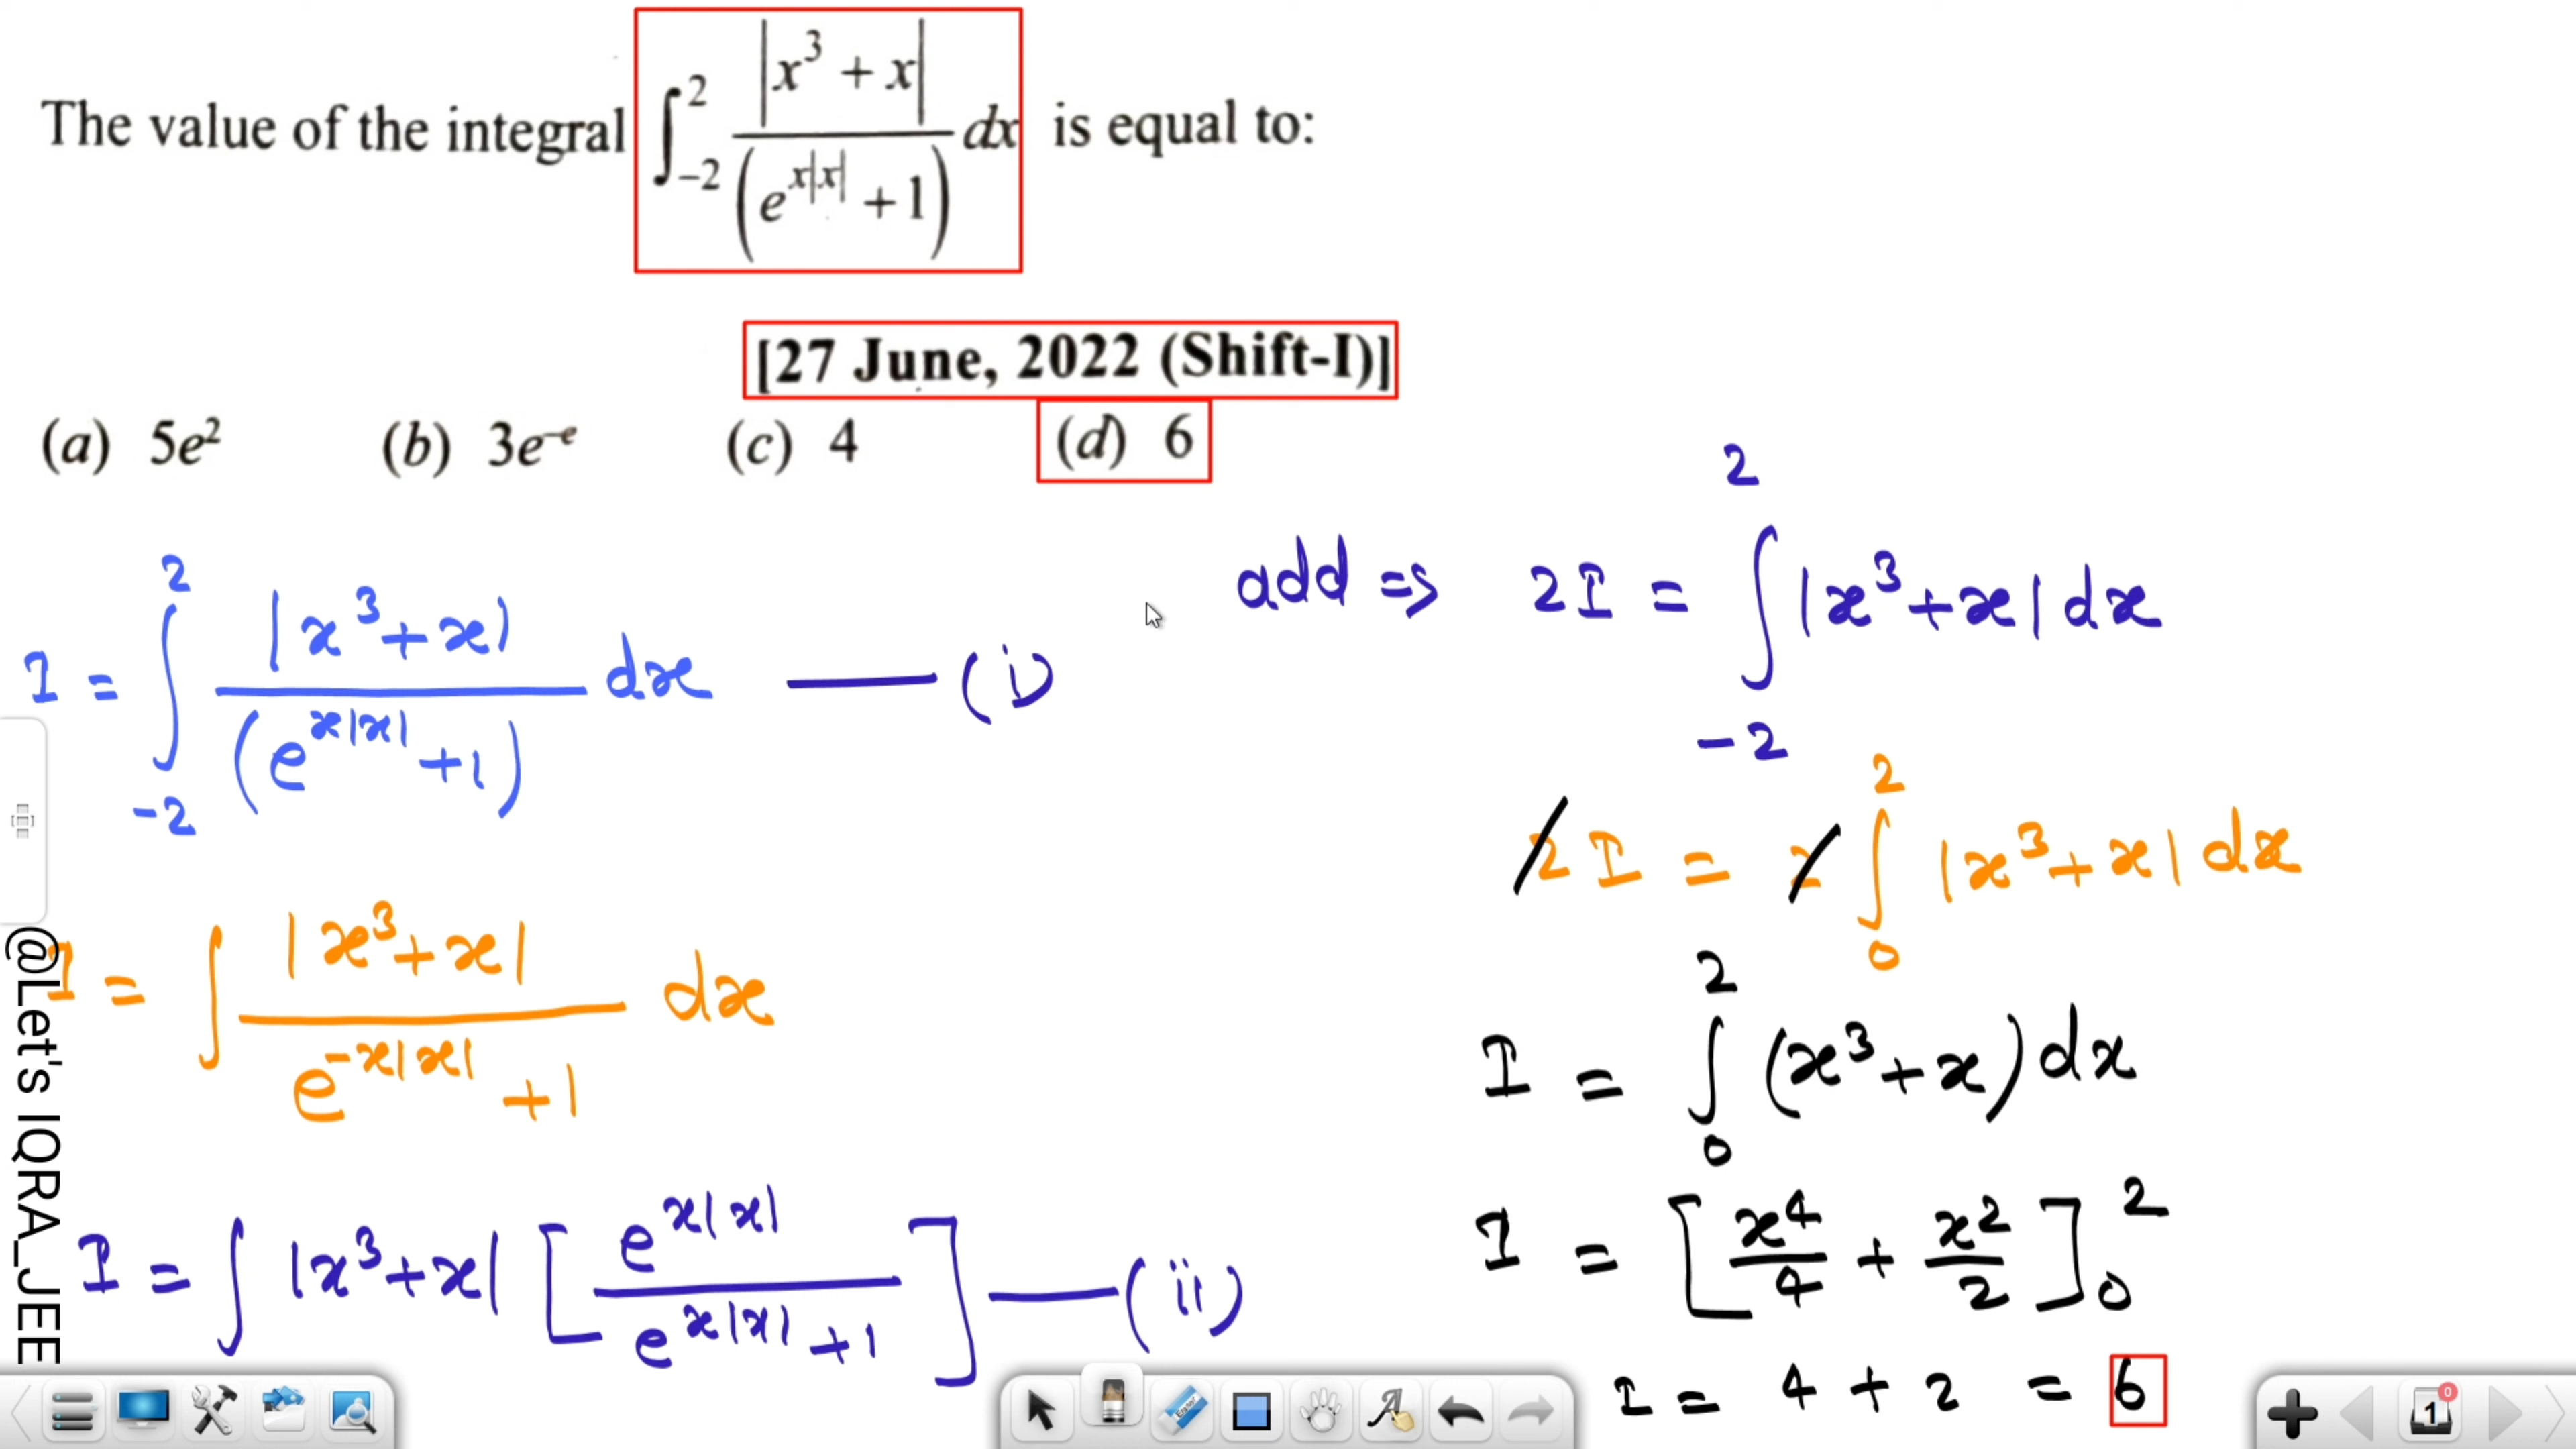 The value of the integral ∫_{-2}^{2} |x³ + x| / (e^{x|x|} + 1) dx is equal to:
[27 June, 2022 (Shift-I)]
(a) 5e² (b) 3e^{-e} (c) 4 (d) 6
I = ∫_{-2}^{2} |x³+x| / (e^{x|x|} +1) dx —— (i)
I = ∫ |x³+x| / e^{-x|x|} +1 dx
I = ∫ |x³+x| [ e^{x|x|} / e^{x|x|} +1 ] —— (ii)
add ⇒ 2I = ∫_{-2}^{2} |x³+x| dx
2I = 2 ∫_{0}^{2} |x³+x| dx
I = ∫_{0}^{2} (x³+x) dx
I = [ x⁴/4 + x²/2 ]_{0}^{2}
I = 4 + 2 = 6
@Let's IQRA_JEE
Eraser
A
1
0